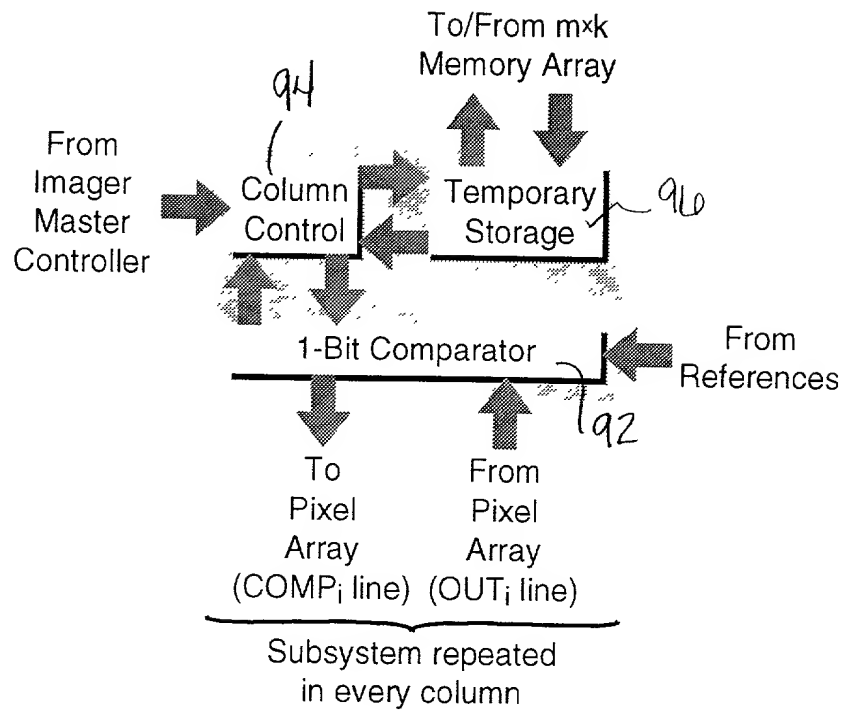 To/From m×k
Memory Array
94
From
Imager
Master
Controller
Column
Control
Temporary
Storage
96
1-Bit Comparator
From
References
92
To
Pixel
Array
(COMPi line)
From
Pixel
Array
(OUTi line)
Subsystem repeated
in every column